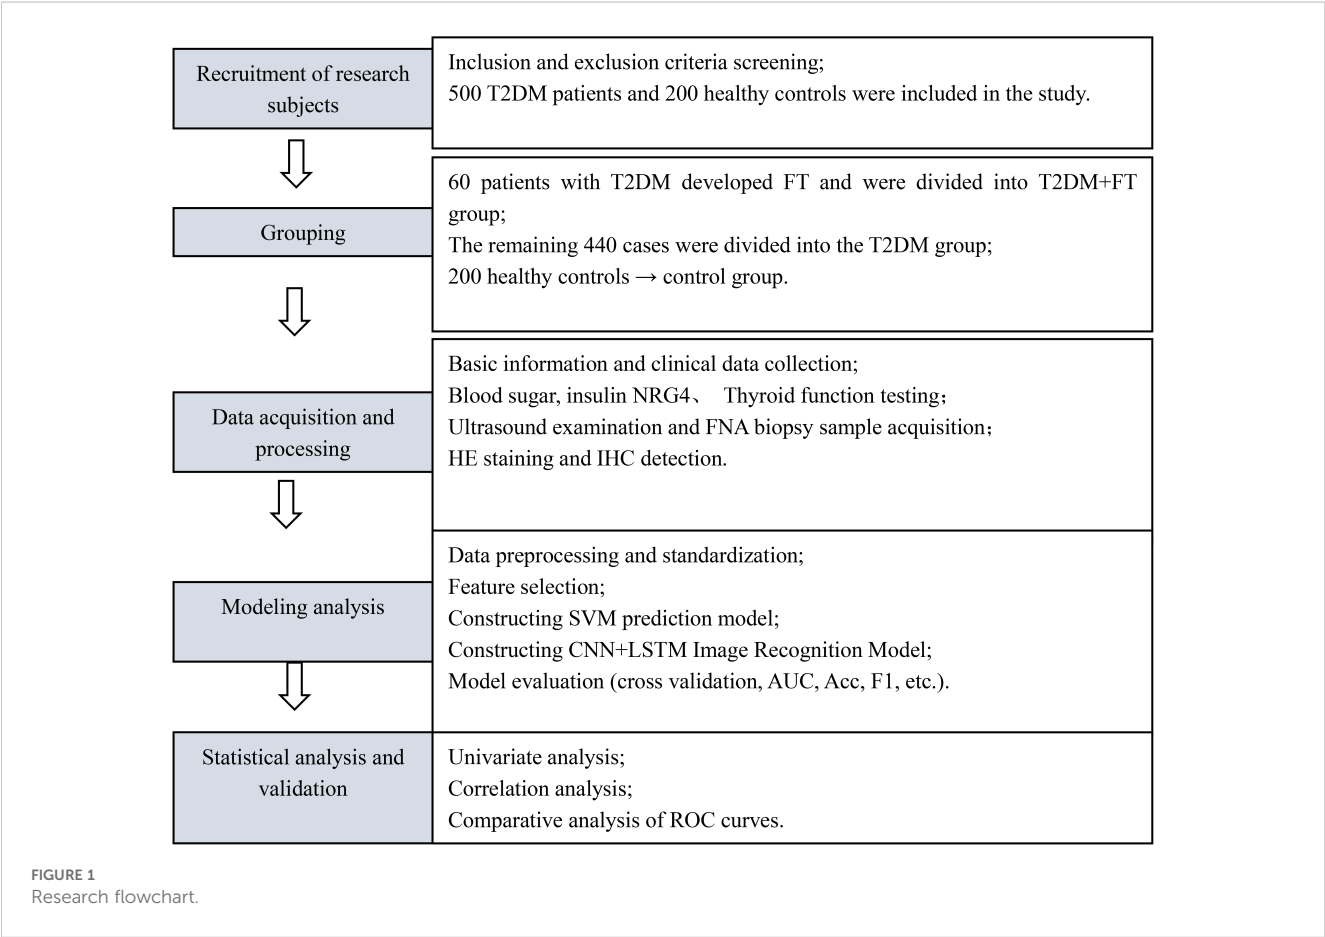 Recruitment of research
subjects
Inclusion and exclusion criteria screening;
500 T2DM patients and 200 healthy controls were included in the study.
Grouping
60 patients with T2DM developed FT and were divided into T2DM+FT
group;
The remaining 440 cases were divided into the T2DM group;
200 healthy controls → control group.
Data acquisition and
processing
Basic information and clinical data collection;
Blood sugar, insulin NRG4、 Thyroid function testing；
Ultrasound examination and FNA biopsy sample acquisition；
HE staining and IHC detection.
Modeling analysis
Data preprocessing and standardization;
Feature selection;
Constructing SVM prediction model;
Constructing CNN+LSTM Image Recognition Model;
Model evaluation (cross validation, AUC, Acc, F1, etc.).
Statistical analysis and
validation
Univariate analysis;
Correlation analysis;
Comparative analysis of ROC curves.
FIGURE 1
Research flowchart.